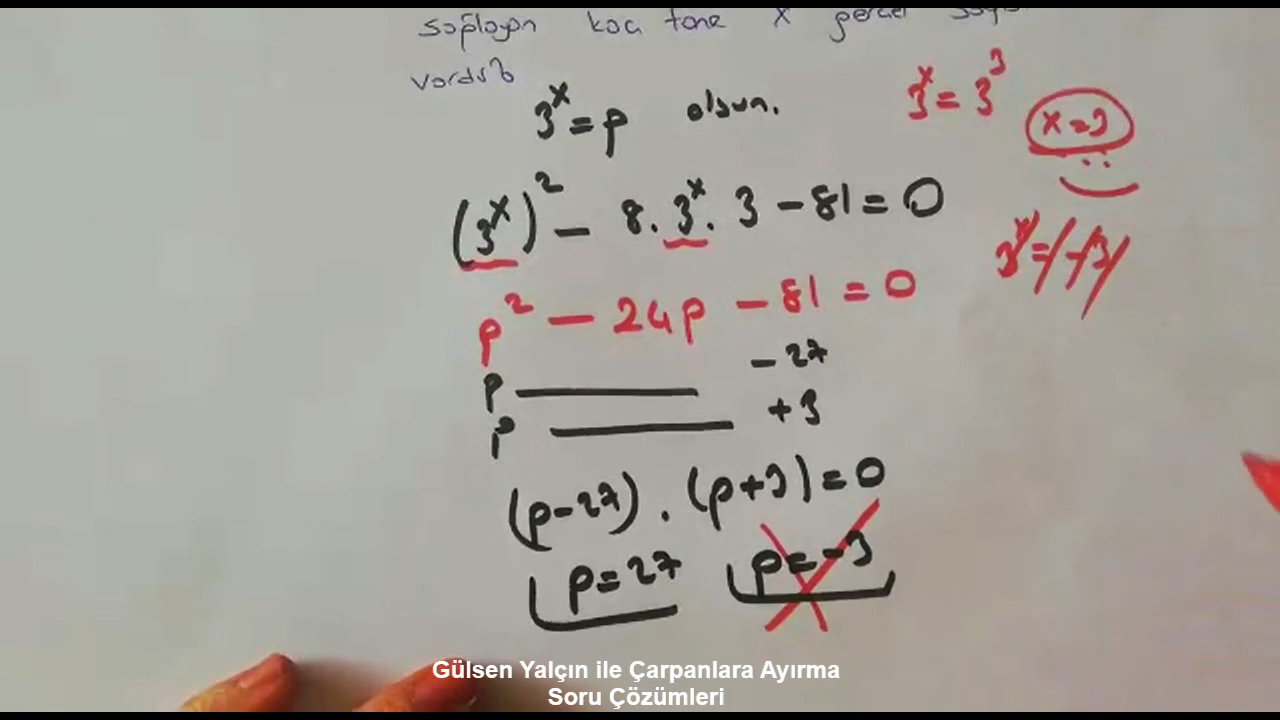 sağlayan kaç tane x gerçel sayısı
vardır?
3^x = p olsun.
3^x = 3^3
x = 3
(3^x)^2 - 8.3^x.3 - 81 = 0
3^x = -3
p^2 - 24p - 81 = 0
p -27
p +3
(p-27).(p+3) = 0
p = 27 p = -3
Gülsen Yalçın ile Çarpanlara Ayırma
Soru Çözümleri